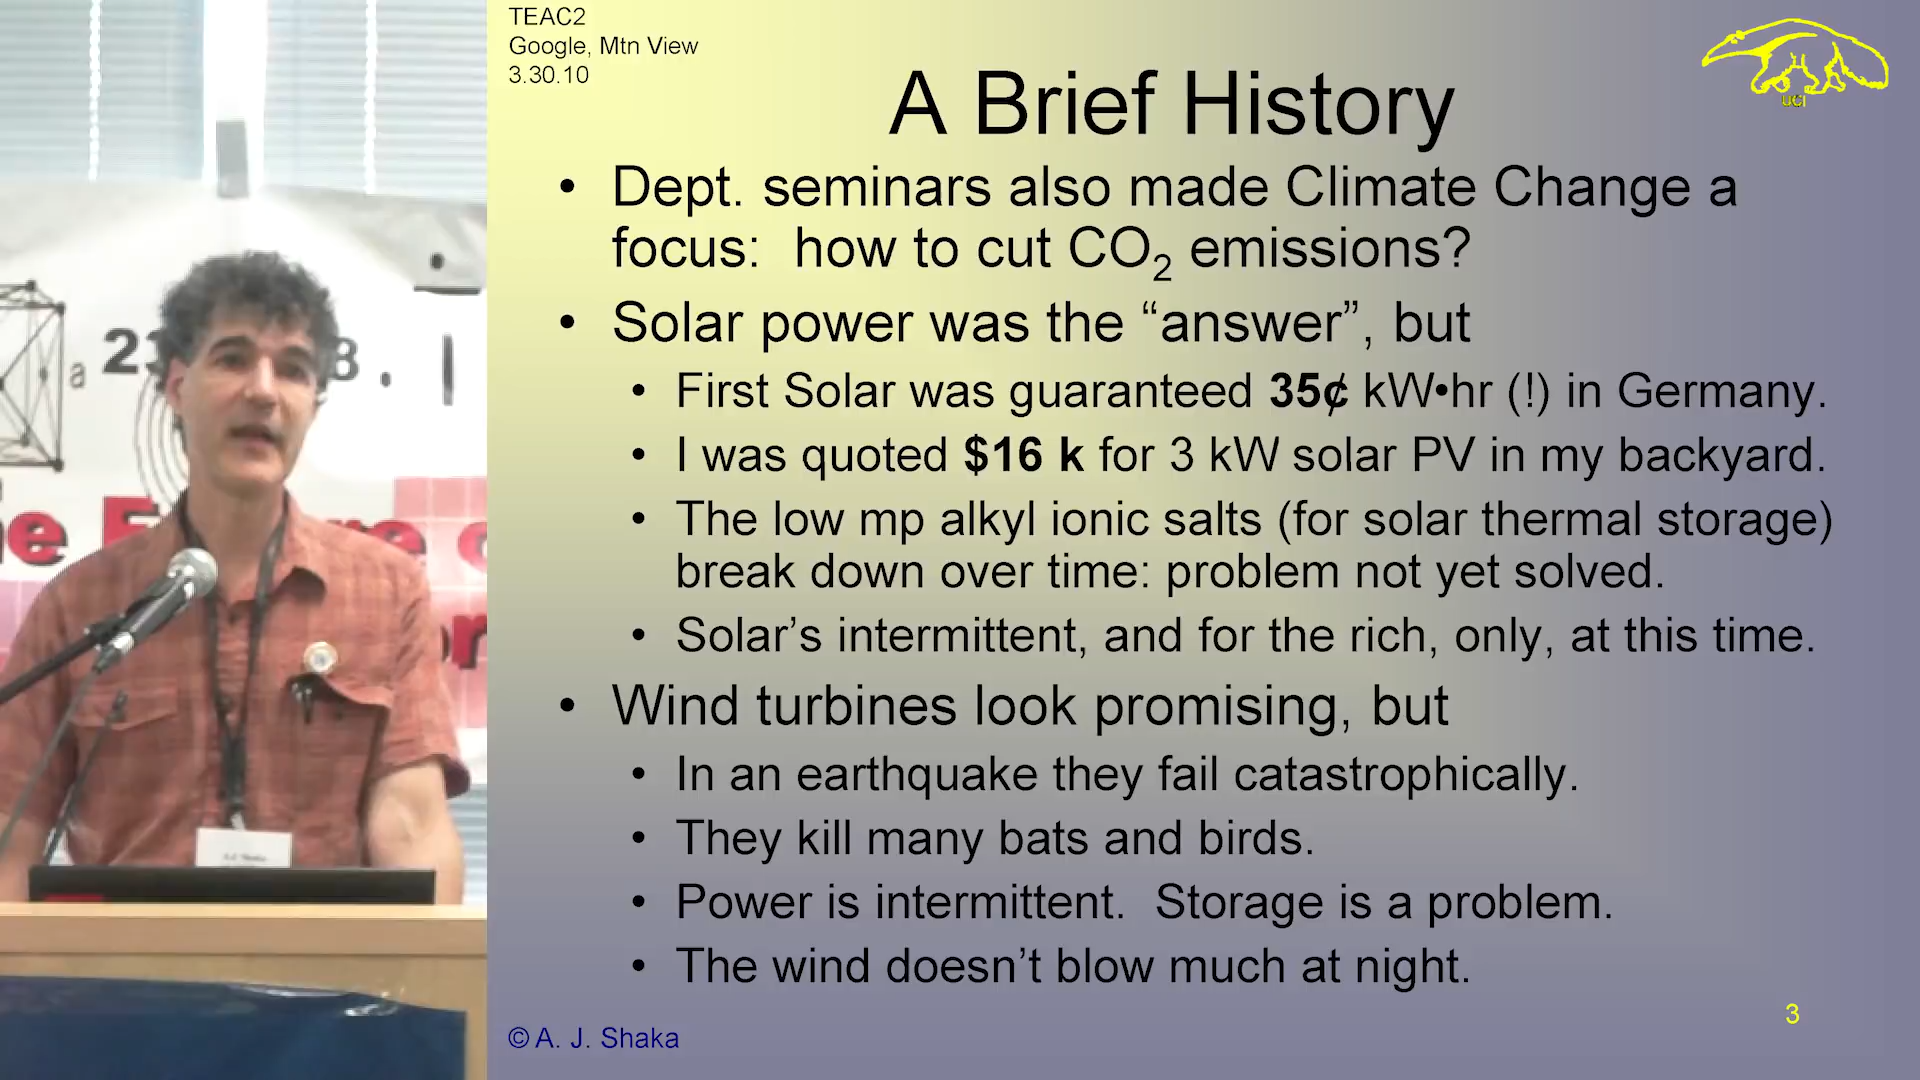 TEAC2
Google, Mtn View
3.30.10
UCI
A Brief History
• Dept. seminars also made Climate Change a
focus:  how to cut CO₂ emissions?
• Solar power was the “answer”, but
• First Solar was guaranteed 35¢ kW•hr (!) in Germany.
• I was quoted $16 k for 3 kW solar PV in my backyard.
• The low mp alkyl ionic salts (for solar thermal storage)
break down over time: problem not yet solved.
• Solar’s intermittent, and for the rich, only, at this time.
• Wind turbines look promising, but
• In an earthquake they fail catastrophically.
• They kill many bats and birds.
• Power is intermittent.  Storage is a problem.
• The wind doesn’t blow much at night.
3
© A. J. Shaka